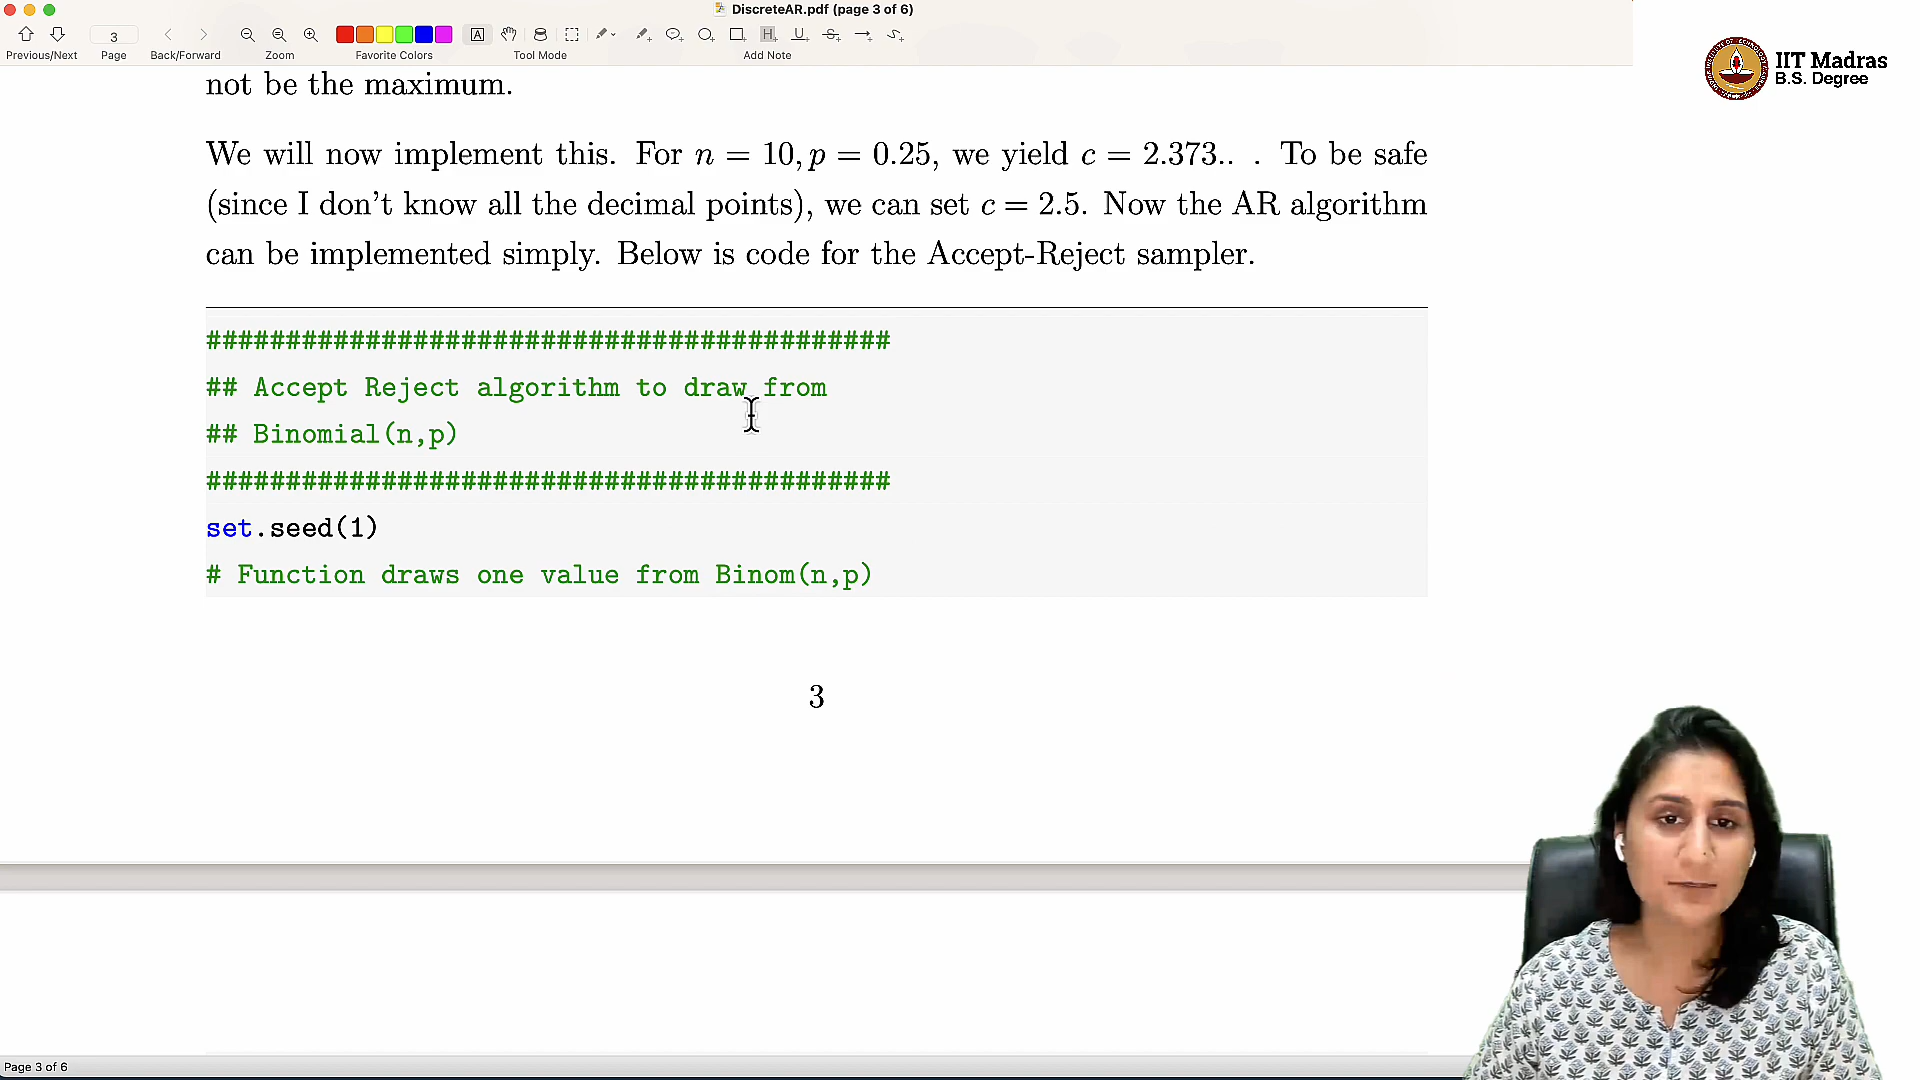 DiscreteAR.pdf (page 3 of 6)
3
Previous/Next Page Back/Forward Zoom Favorite Colors Tool Mode Add Note
IIT Madras
B.S. Degree
not be the maximum.
We will now implement this. For n = 10, p = 0.25, we yield c = 2.373.. . To be safe
(since I don't know all the decimal points), we can set c = 2.5. Now the AR algorithm
can be implemented simply. Below is code for the Accept-Reject sampler.
###########################################
## Accept Reject algorithm to draw from
## Binomial(n,p)
###########################################
set.seed(1)
# Function draws one value from Binom(n,p)
3
Page 3 of 6